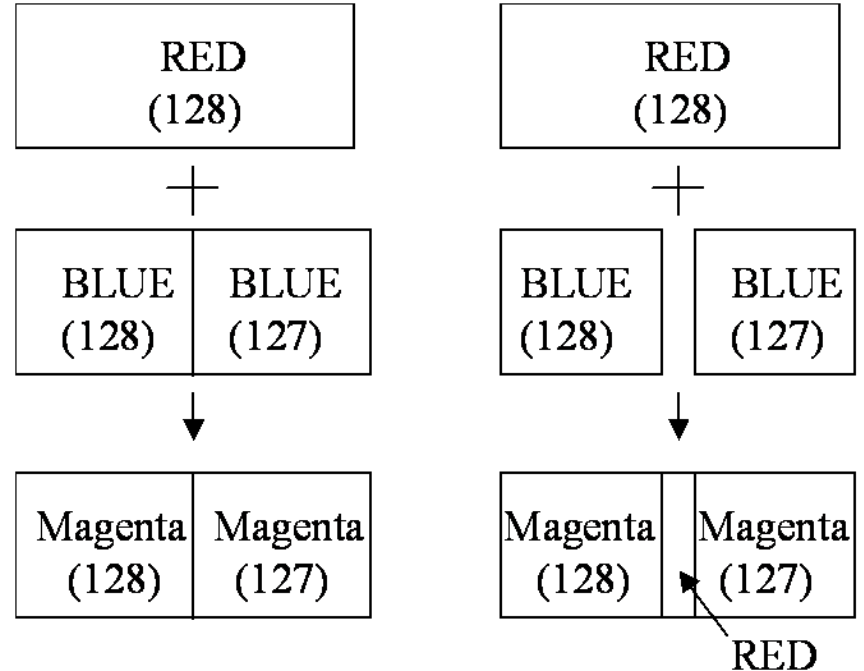 RED
(128)
RED
(128)
+
+
BLUE
(128)
BLUE
(127)
BLUE
(128)
BLUE
(127)
Magenta
(128)
Magenta
(127)
Magenta
(128)
Magenta
(127)
RED